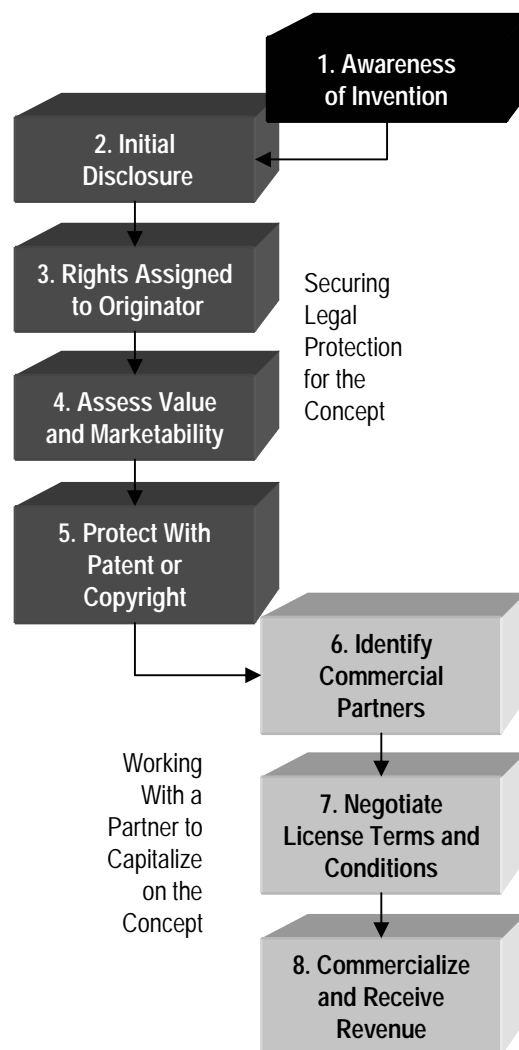 1. Awareness
of Invention
2. Initial
Disclosure
3. Rights Assigned
to Originator
Securing
Legal
Protection
for the
Concept
4. Assess Value
and Marketability
5. Protect With
Patent or
Copyright
6. Identify
Commercial
Partners
Working
With a
Partner to
Capitalize
on the
Concept
7. Negotiate
License Terms and
Conditions
8. Commercialize
and Receive
Revenue